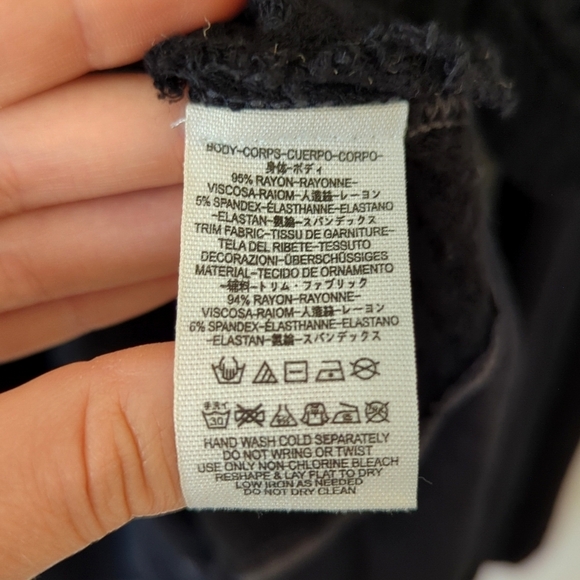 BODY-CORPS-CUERPO-CORPO-
身体-ボディ
95% RAYON-RAYONNE-
VISCOSA-RAIOM-人造絲-レーヨン
5% SPANDEX-ÉLASTHANNE-ELASTANO
-ELASTAN-氨綸-スパンデックス
TRIM FABRIC-TISSU DE GARNITURE-
TELA DEL RIBETE-TESSUTO
DECORAZIONI-ÜBERSCHÜSSIGES
MATERIAL-TECIDO DE ORNAMENTO
-辅料-トリム・ファブリック
94% RAYON-RAYONNE-
VISCOSA-RAIOM-人造絲-レーヨン
6% SPANDEX-ÉLASTHANNE-ELASTANO
-ELASTAN-氨綸-スパンデックス
手洗イ
30
HAND WASH COLD SEPARATELY
DO NOT WRING OR TWIST
USE ONLY NON-CHLORINE BLEACH
RESHAPE & LAY FLAT TO DRY
LOW IRON AS NEEDED
DO NOT DRY CLEAN